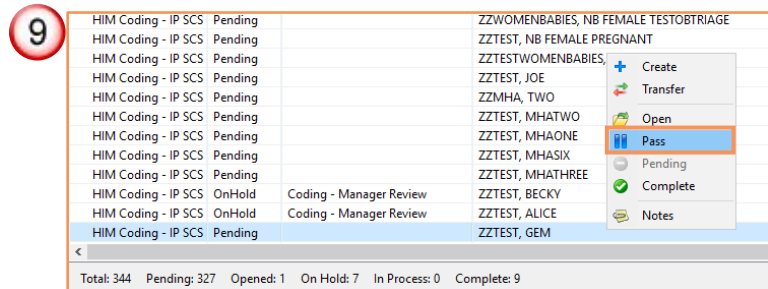 9
HIM Coding - IP SCS Pending ZZWOMENBABIES, NB FEMALE TESTOBTRIAGE
HIM Coding - IP SCS Pending ZZTEST, NB FEMALE PREGNANT
HIM Coding - IP SCS Pending ZZTESTWOMENBABIES,
HIM Coding - IP SCS Pending ZZTEST, JOE
HIM Coding - IP SCS Pending ZZMHA, TWO
HIM Coding - IP SCS Pending ZZTEST, MHATWO
HIM Coding - IP SCS Pending ZZTEST, MHAONE
HIM Coding - IP SCS Pending ZZTEST, MHASIX
HIM Coding - IP SCS Pending ZZTEST, MHATHREE
HIM Coding - IP SCS OnHold Coding - Manager Review ZZTEST, BECKY
HIM Coding - IP SCS OnHold Coding - Manager Review ZZTEST, ALICE
HIM Coding - IP SCS Pending ZZTEST, GEM
Create
Transfer
Open
Pass
Pending
Complete
Notes
Total: 344 Pending: 327 Opened: 1 On Hold: 7 In Process: 0 Complete: 9